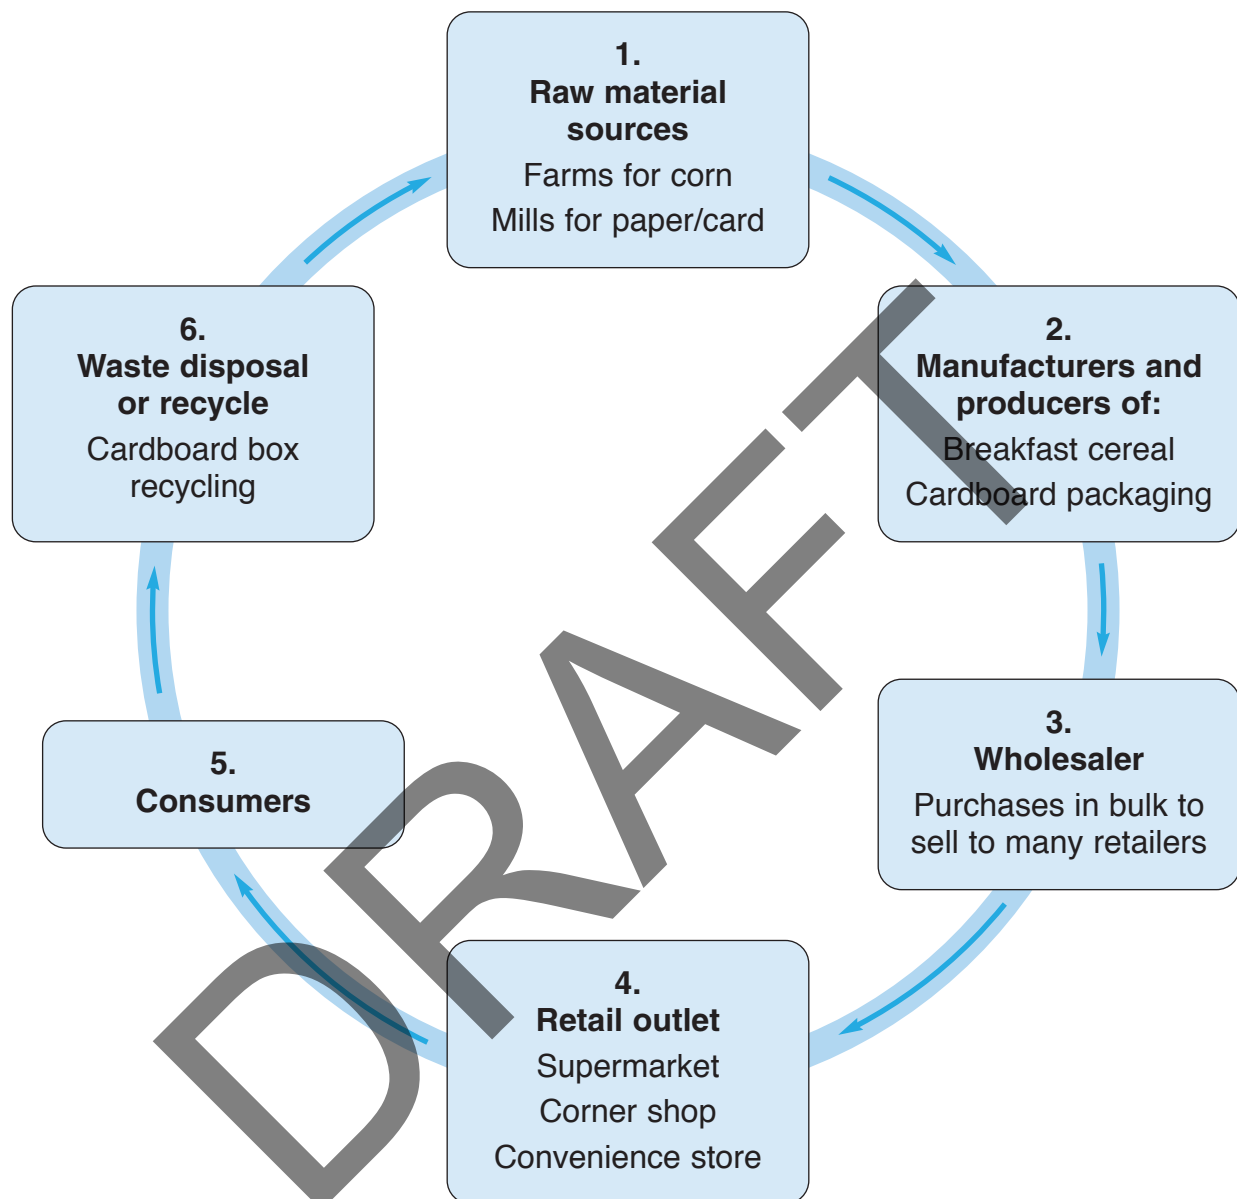 1.
Raw material
sources
Farms for corn
Mills for paper/card
2.
Manufacturers and
producers of:
Breakfast cereal
Cardboard packaging
3.
Wholesaler
Purchases in bulk to
sell to many retailers
4.
Retail outlet
Supermarket
Corner shop
Convenience store
5.
Consumers
6.
Waste disposal
or recycle
Cardboard box
recycling
DRAFT